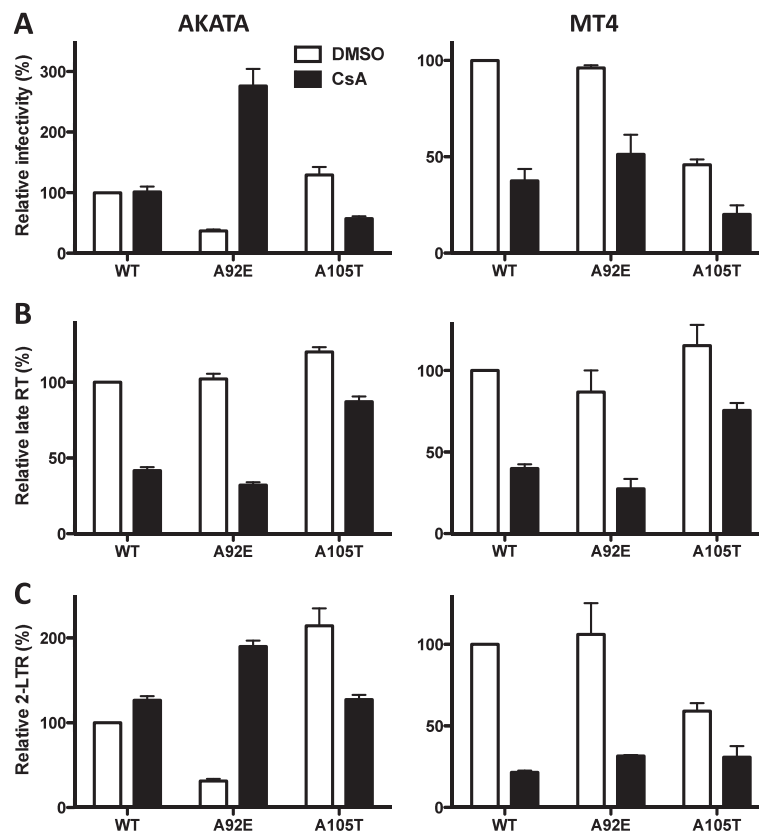 A
AKATA
MT4
Relative infectivity (%)
300
200
100
0
DMSO
CsA
WT
A92E
A105T
100
50
0
WT
A92E
A105T
B
Relative late RT (%)
100
50
0
WT
A92E
A105T
100
50
0
WT
A92E
A105T
C
Relative 2-LTR (%)
200
100
0
WT
A92E
A105T
100
50
0
WT
A92E
A105T